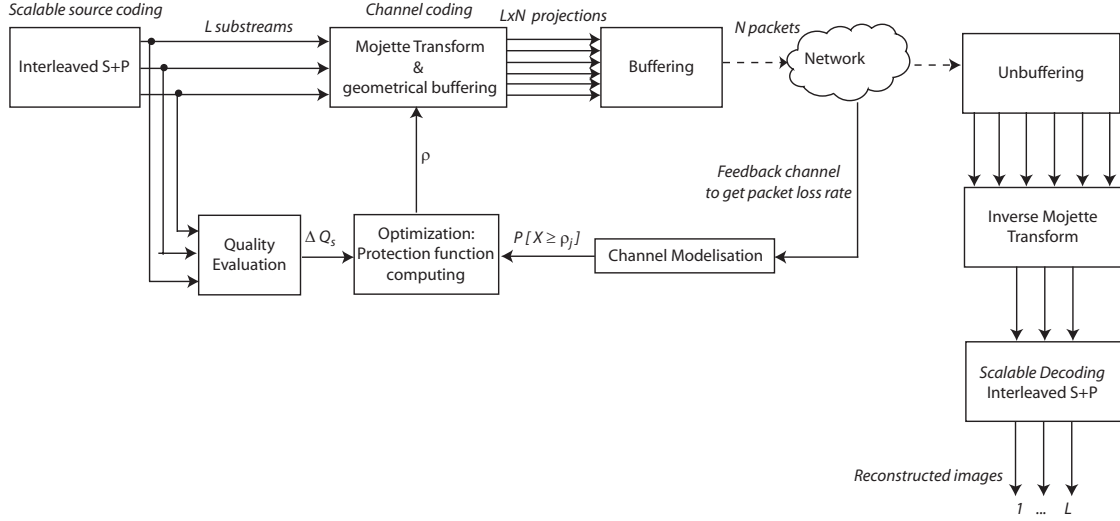 Scalable source coding
L substreams
Channel coding
LxN projections
N packets
Interleaved S+P
Mojette Transform
&
geometrical buffering
Buffering
Network
Unbuffering
ρ
Feedback channel
to get packet loss rate
Quality
Evaluation
Δ Qs
Optimization:
Protection function
computing
P [ X ≥ ρj ]
Channel Modelisation
Inverse Mojette
Transform
Scalable Decoding
Interleaved S+P
Reconstructed images
1 ... L